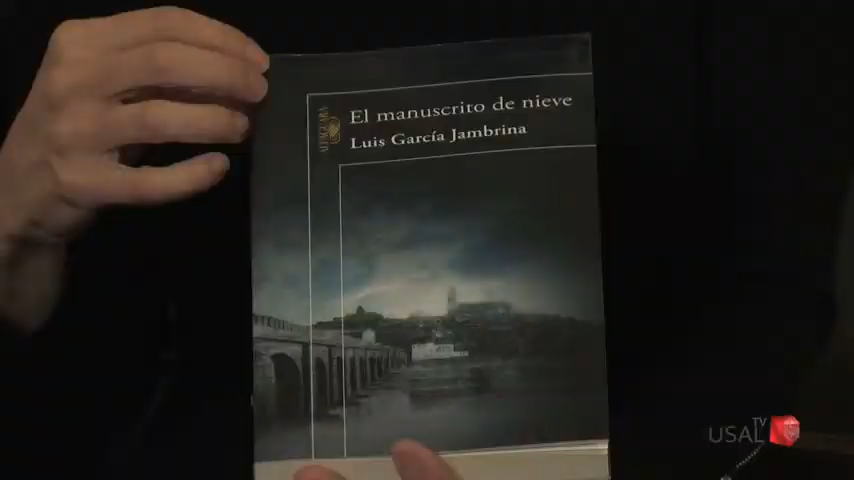 ALFAGUARA
El manuscrito de nieve
Luis García Jambrina
USAL TV